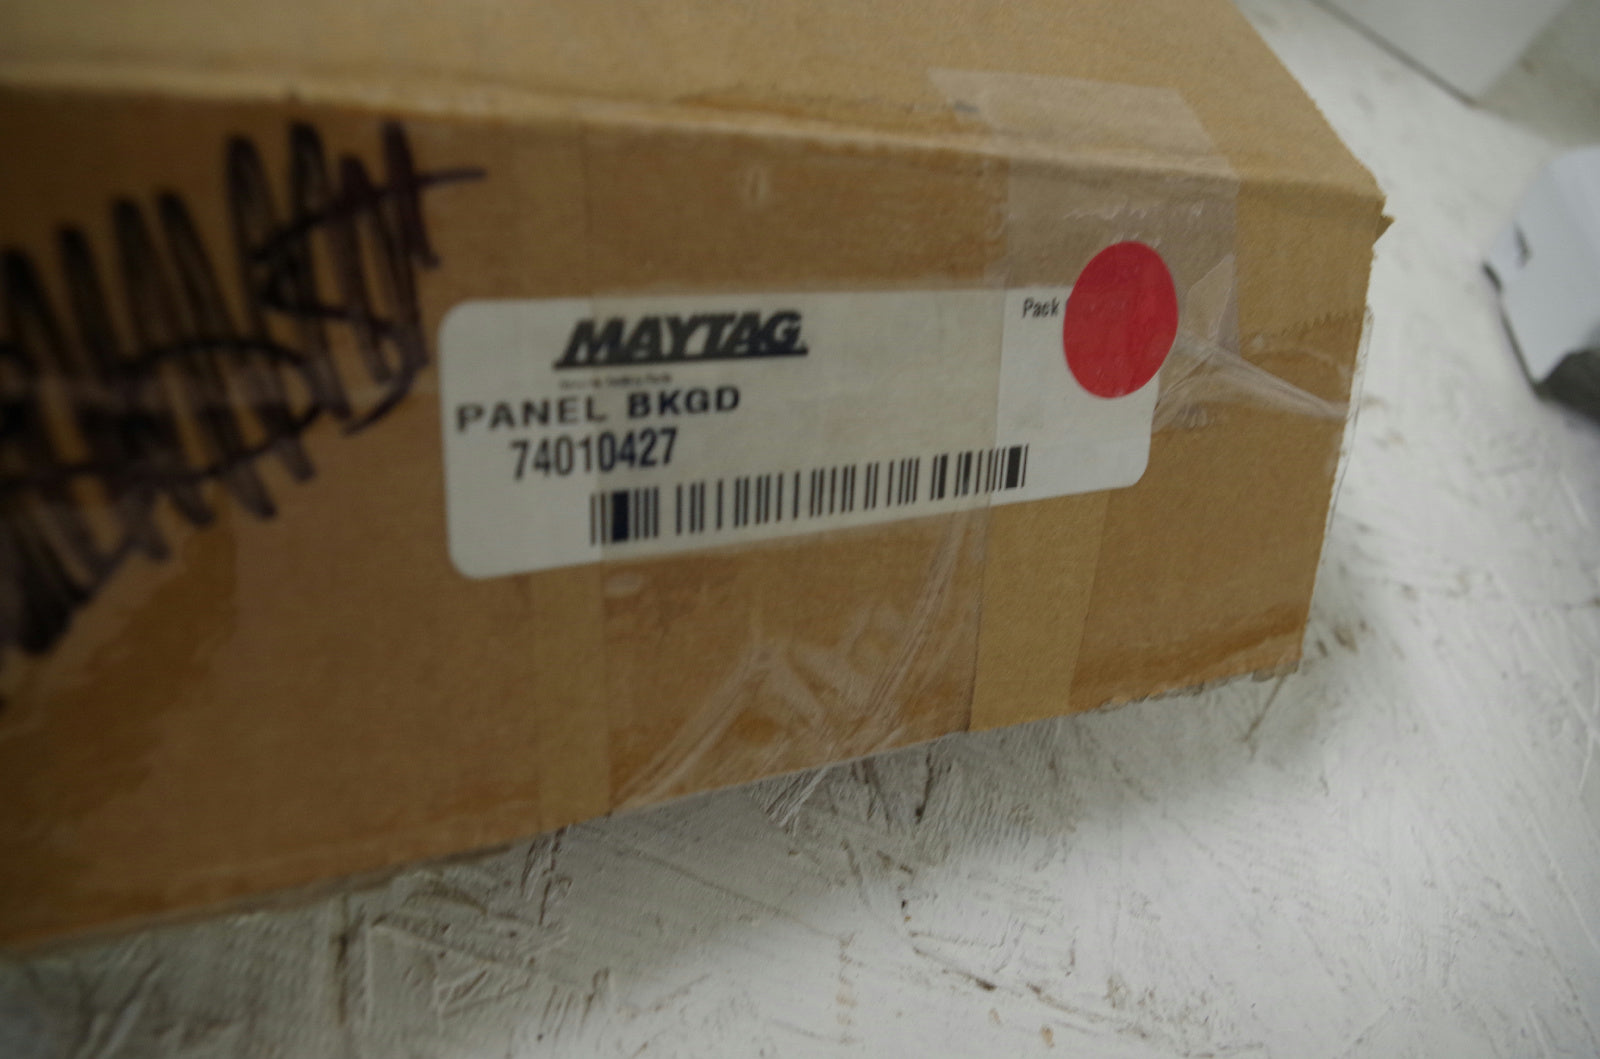 MAYTAG
Pack
PANEL BKGD
74010427